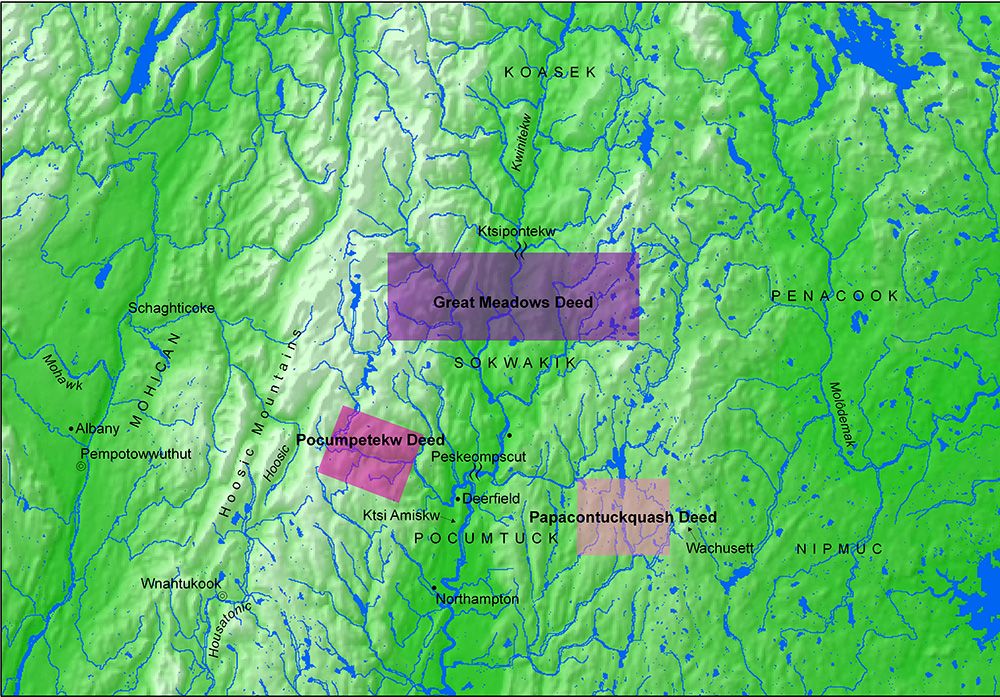 KOASEK
Kwinitekw
Ktsipontekw
Great Meadows Deed
PENACOOK
Schaghticoke
MOHICAN
Mohawk
Hoosic Mountains
SOKWAKIK
Molôdemak
Albany
Pocumpetekw Deed
Pempotowwuthut
Hoosic
Peskeompscut
Deerfield
Ktsi Amiskw
Papacontuckquash Deed
POCUMTUCK
Wachusett
NIPMUC
Wnahtukook
Northampton
Housatonic